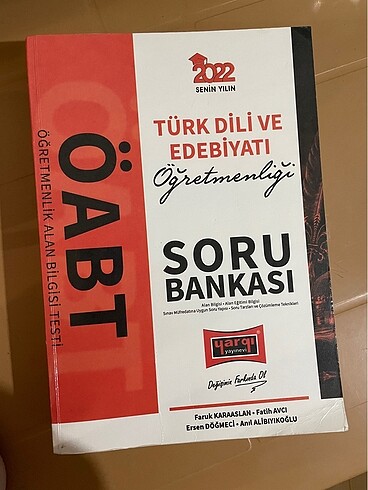 2022
SENİN YILIN
TÜRK DİLİ VE
EDEBİYATI
Öğretmenliği
ÖABT
ÖĞRETMENLİK ALAN BİLGİSİ TESTİ
SORU
BANKASI
Alan Bilgisi • Alan Eğitimi Bilgisi
Sınav Müfredatına Uygun Soru Yapısı • Soru Tarzları ve Çözümleme Teknikleri
yargı
yayınevi
Değişimin Farkında Ol
Faruk KARAASLAN • Fatih AVCI
Ersen DÖĞMECİ • Anıl ALİBIYIKOĞLU